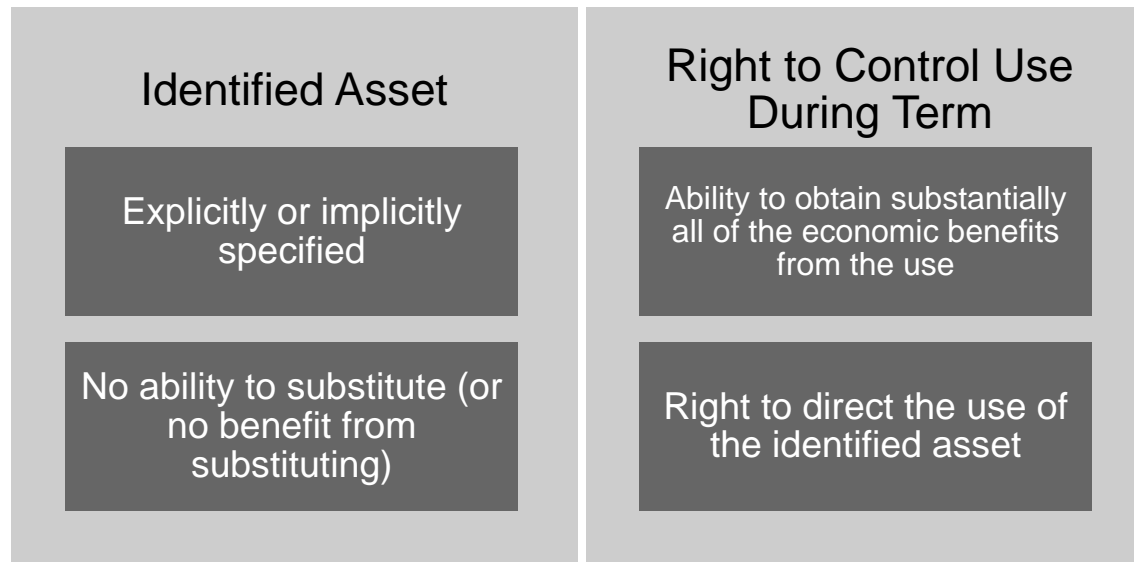 Identified Asset
Explicitly or implicitly
specified
No ability to substitute (or
no benefit from
substituting)
Right to Control Use
During Term
Ability to obtain substantially
all of the economic benefits
from the use
Right to direct the use of
the identified asset